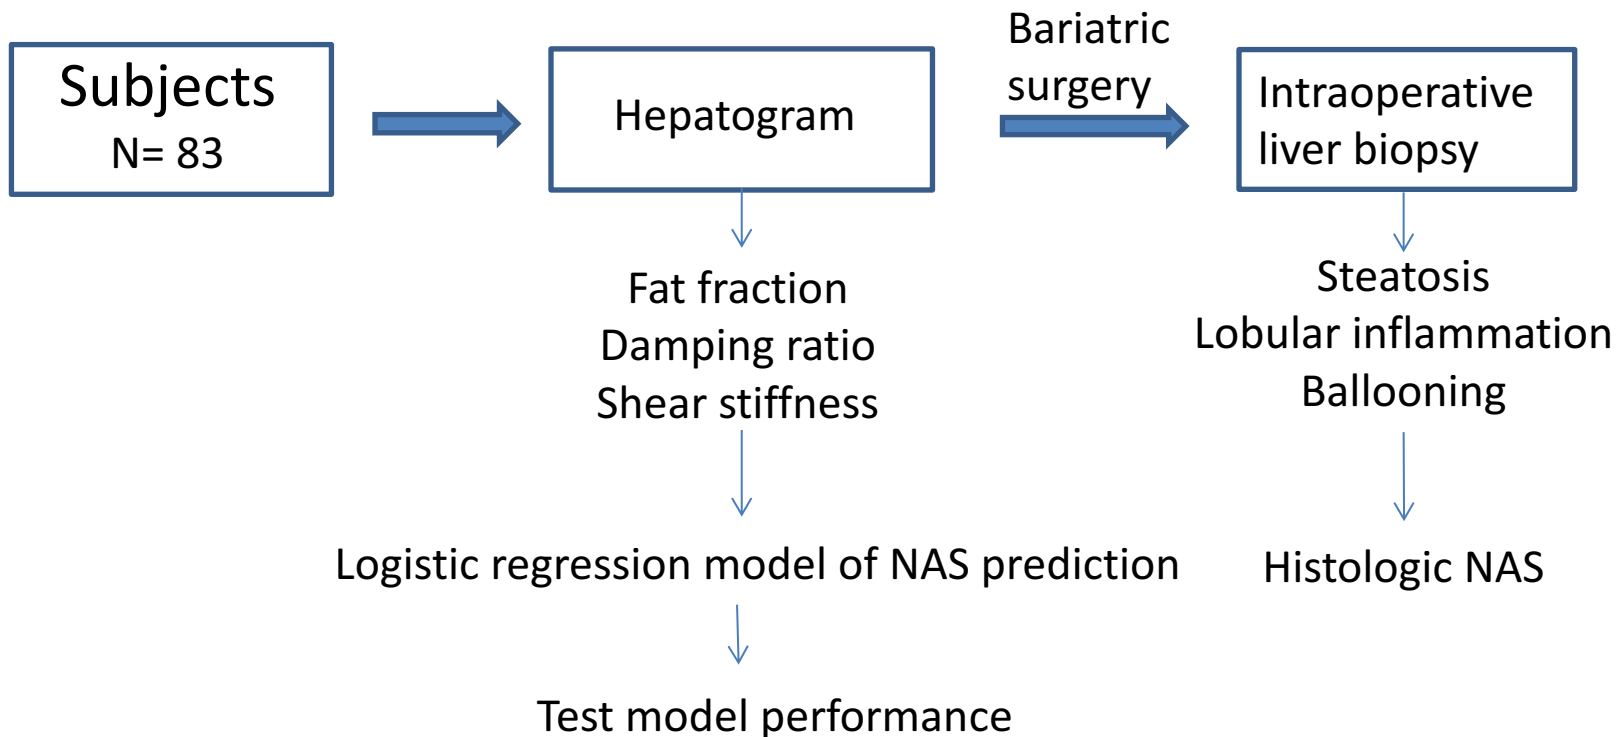 Subjects
N= 83
Hepatogram
Bariatric
surgery
Intraoperative
liver biopsy
Fat fraction
Damping ratio
Shear stiffness
Steatosis
Lobular inflammation
Ballooning
Logistic regression model of NAS prediction
Histologic NAS
Test model performance